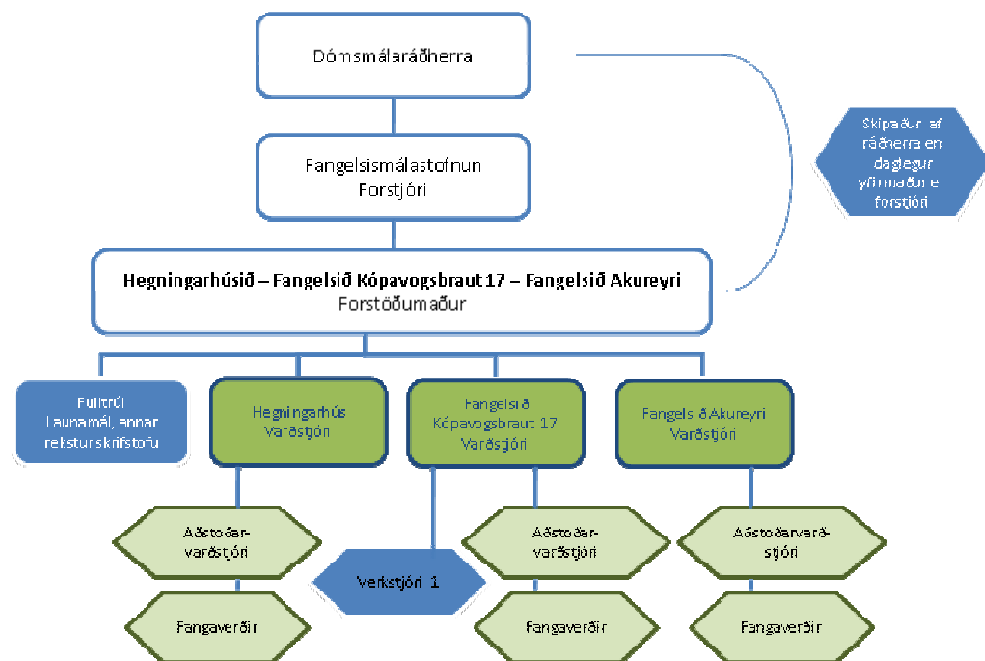 Dómsmálaráðherra
Skipaður af
ráðherra en
daglegur
yfirmaður e
forstjóri
Fangelsismálastofnun
Forstjóri
Hegningarhúsið – Fangelsið Kópavogsbraut 17 – Fangelsið Akureyri
Forstöðumaður
Fulltrúi
Launamál, annar
rekstur skrifstofu
Hegningarhús
Varðstjóri
Fangelsið
Kópavogsbraut 17
Varðstjóri
Fangelsið Akureyri
Varðstjóri
Aðstoðar-
varðstjóri
Aðstoðar-
varðstjóri
Aðstoðarvarð-
stjóri
Verkstjóri 1
Fangaverðir
Fangaverðir
Fangaverðir